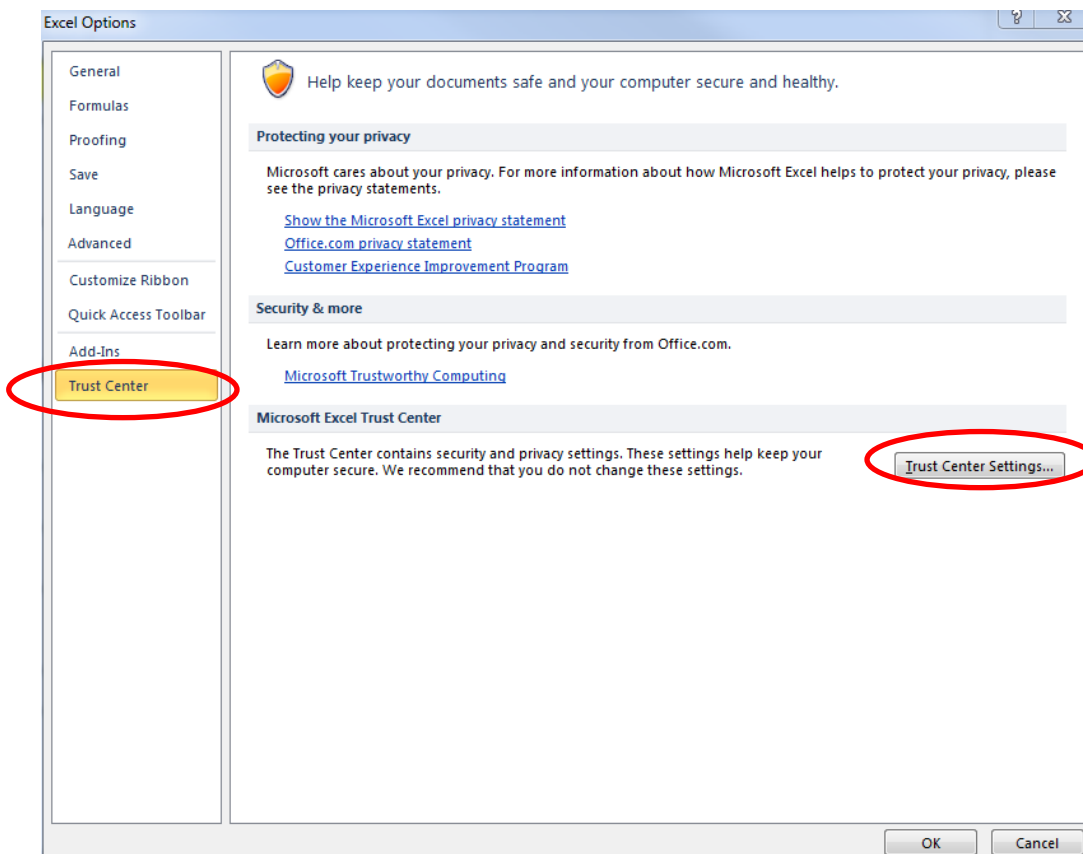 Excel Options
General
Formulas
Proofing
Save
Language
Advanced
Customize Ribbon
Quick Access Toolbar
Add-Ins
Trust Center
Help keep your documents safe and your computer secure and healthy.
Protecting your privacy
Microsoft cares about your privacy. For more information about how Microsoft Excel helps to protect your privacy, please
see the privacy statements.
Show the Microsoft Excel privacy statement
Office.com privacy statement
Customer Experience Improvement Program
Security & more
Learn more about protecting your privacy and security from Office.com.
Microsoft Trustworthy Computing
Microsoft Excel Trust Center
The Trust Center contains security and privacy settings. These settings help keep your
computer secure. We recommend that you do not change these settings.
Trust Center Settings...
OK
Cancel